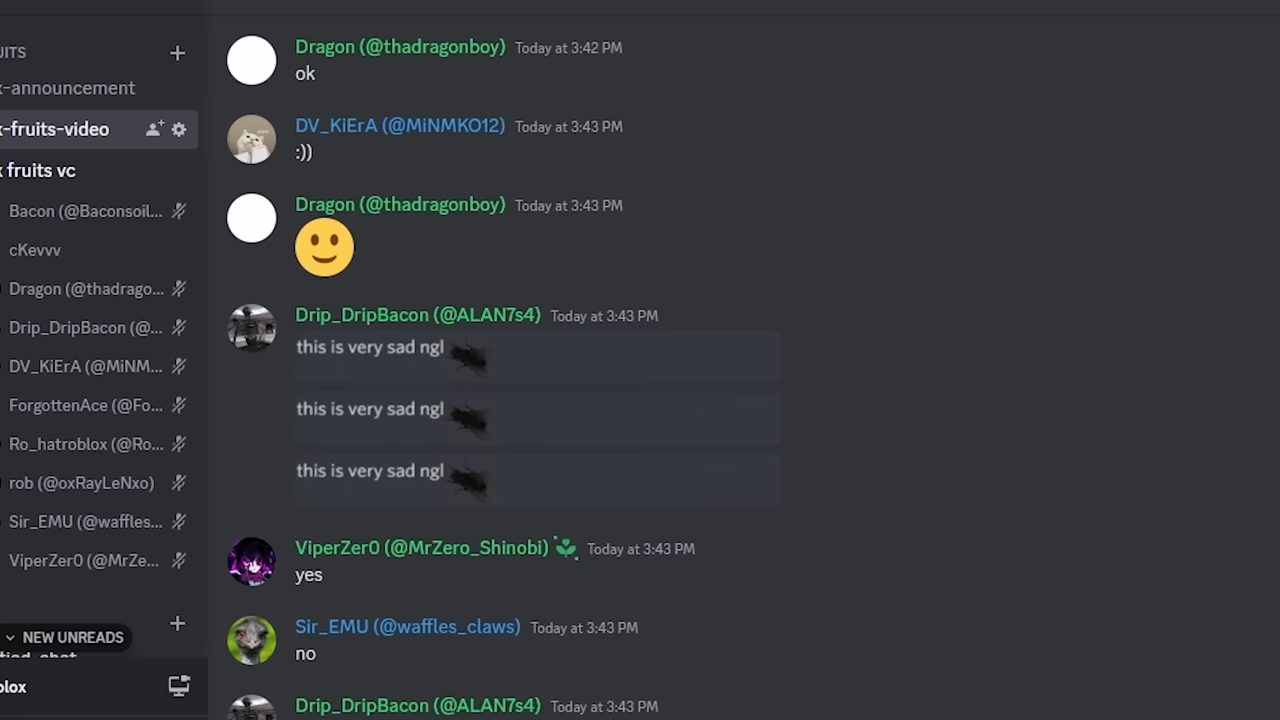 UITS
-announcement
-fruits-video
fruits vc
Bacon (@Baconsoil...
cKevvv
Dragon (@thadrago...
Drip_DripBacon (@...
DV_KiErA (@MiNM...
ForgottenAce (@Fo...
Ro_hatroblox (@Ro...
rob (@oxRayLeNxo)
Sir_EMU (@waffles...
ViperZer0 (@MrZe...
NEW UNREADS
blox
Dragon (@thadragonboy) Today at 3:42 PM
ok
DV_KiErA (@MiNMKO12) Today at 3:43 PM
:))
Dragon (@thadragonboy) Today at 3:43 PM
Drip_DripBacon (@ALAN7s4) Today at 3:43 PM
this is very sad ngl
this is very sad ngl
this is very sad ngl
ViperZer0 (@MrZero_Shinobi) Today at 3:43 PM
yes
Sir_EMU (@waffles_claws) Today at 3:43 PM
no
Drip_DripBacon (@ALAN7s4) Today at 3:43 PM